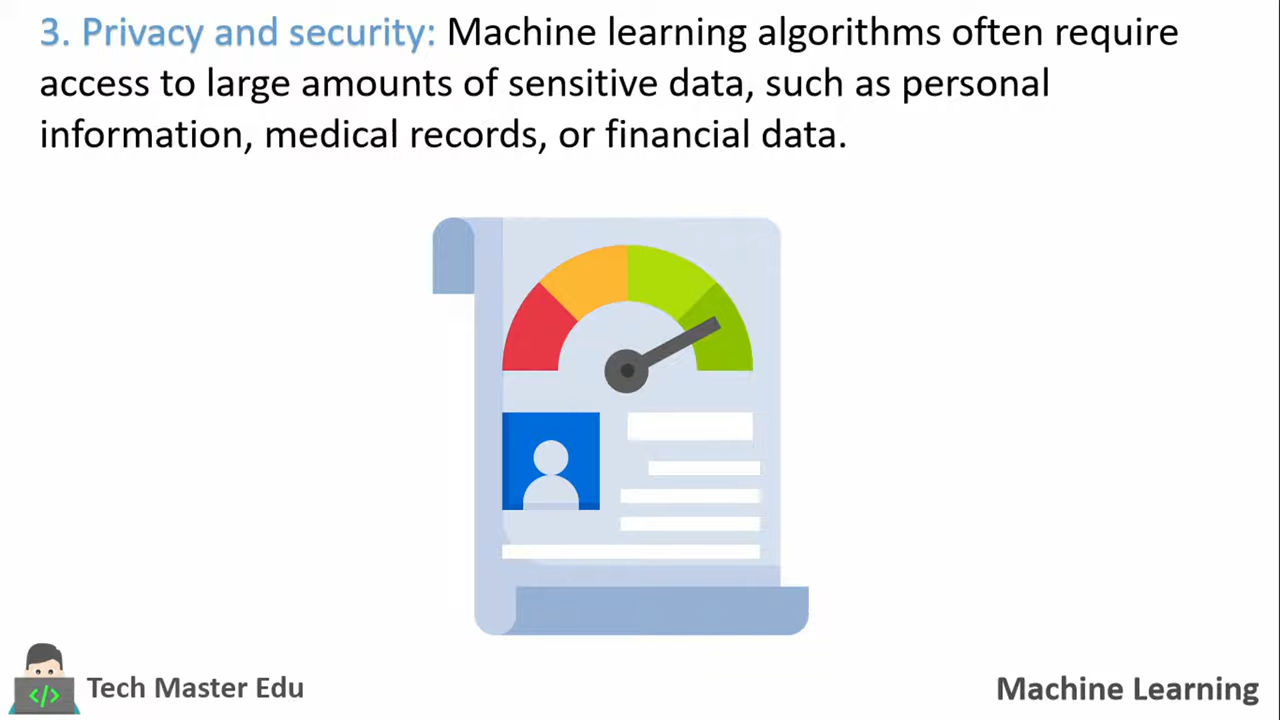 3. Privacy and security: Machine learning algorithms often require
access to large amounts of sensitive data, such as personal
information, medical records, or financial data.
</>
Tech Master Edu
Machine Learning